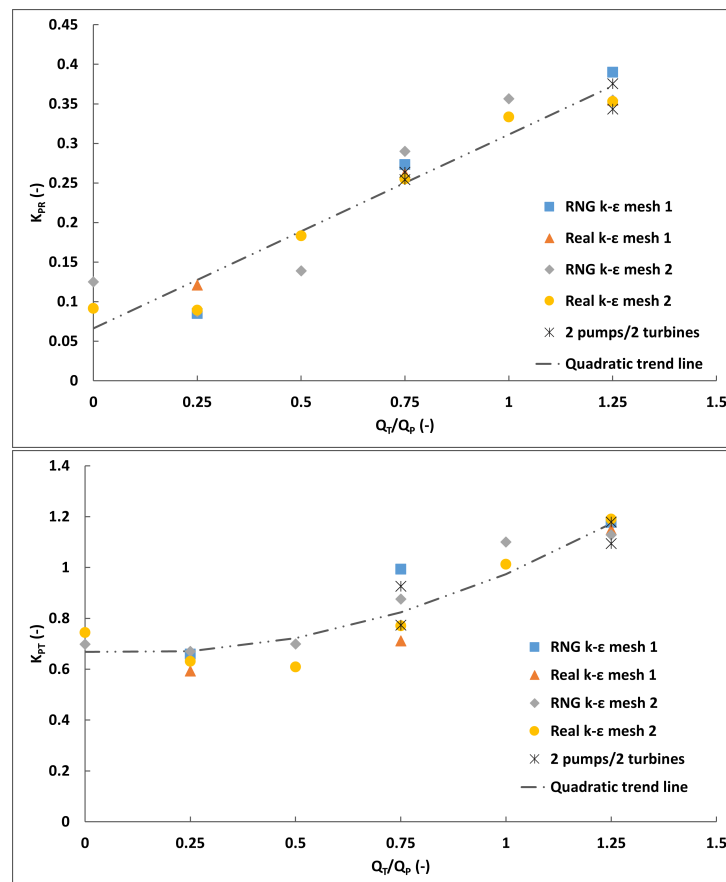 0.45
0.4
0.35
0.3
0.25
0.2
0.15
0.1
0.05
0
K_PR (-)
RNG k-ε mesh 1
Real k-ε mesh 1
RNG k-ε mesh 2
Real k-ε mesh 2
2 pumps/2 turbines
Quadratic trend line
0 0.25 0.5 0.75 1 1.25 1.5
Q_T/Q_P (-)
1.4
1.2
1
0.8
0.6
0.4
0.2
0
K_PT (-)
RNG k-ε mesh 1
Real k-ε mesh 1
RNG k-ε mesh 2
Real k-ε mesh 2
2 pumps/2 turbines
Quadratic trend line
0 0.25 0.5 0.75 1 1.25 1.5
Q_T/Q_P (-)